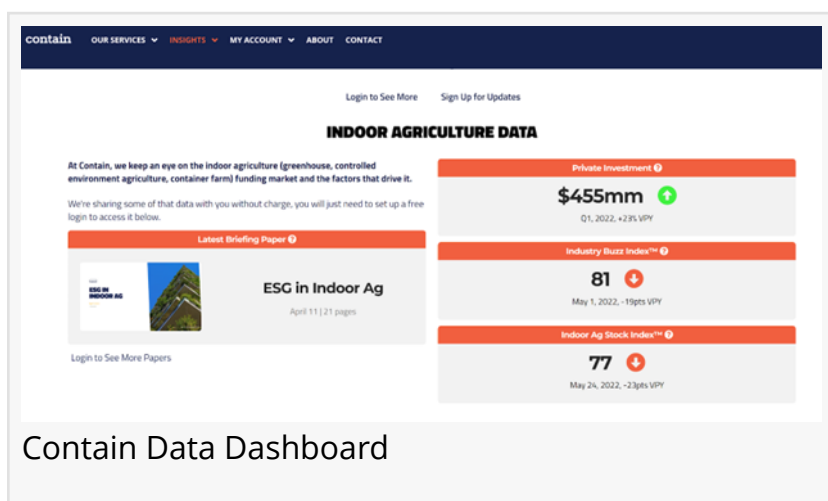 contain OUR SERVICES INSIGHTS MY ACCOUNT ABOUT CONTACT
Login to See More Sign Up for Updates
INDOOR AGRICULTURE DATA
At Contain, we keep an eye on the indoor agriculture (greenhouse, controlled
environment agriculture, container farm) funding market and the factors that drive it.
We're sharing some of that data with you without charge, you will just need to set up a free
login to access it below.
Latest Briefing Paper
ESG IN
INDOOR AG
ESG in Indoor Ag
April 11 | 21 pages
Login to See More Papers
Private Investment
$455mm
Q1, 2022, +23% VPY
Industry Buzz Index™
81
May 1, 2022, -19pts VPY
Indoor Ag Stock Index™
77
May 24, 2022, -23pts VPY
Contain Data Dashboard